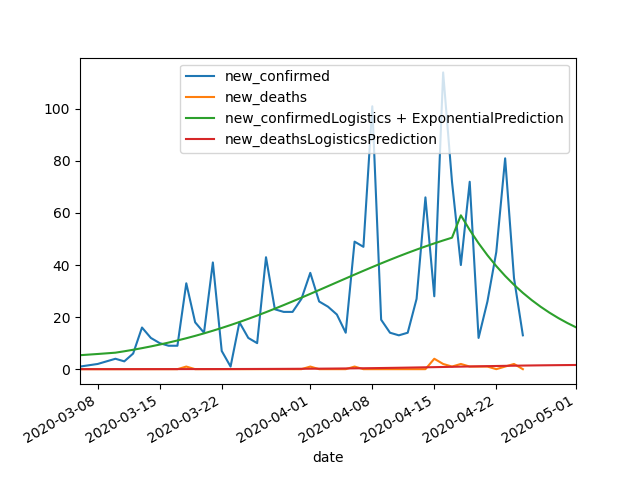 new_confirmed
new_deaths
new_confirmedLogistics + ExponentialPrediction
new_deathsLogisticsPrediction
100
80
60
40
20
0
2020-03-08
2020-03-15
2020-03-22
2020-04-01
2020-04-08
2020-04-15
2020-04-22
2020-05-01
date